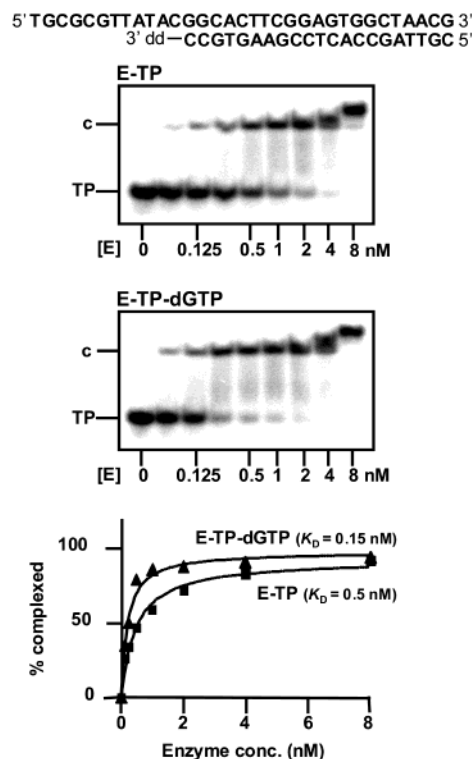 5' TGCGCGTTATACGGCACTTCGGAGTGGCTAACG 3'
3' dd—CCGTGAAGCCTCACCGATTGC 5'
E-TP
c
TP
[E] 0 0.125 0.5 1 2 4 8 nM
E-TP-dGTP
c
TP
[E] 0 0.125 0.5 1 2 4 8 nM
% complexed
100
50
0
E-TP-dGTP (KD = 0.15 nM)
E-TP (KD = 0.5 nM)
0 2 4 6 8
Enzyme conc. (nM)